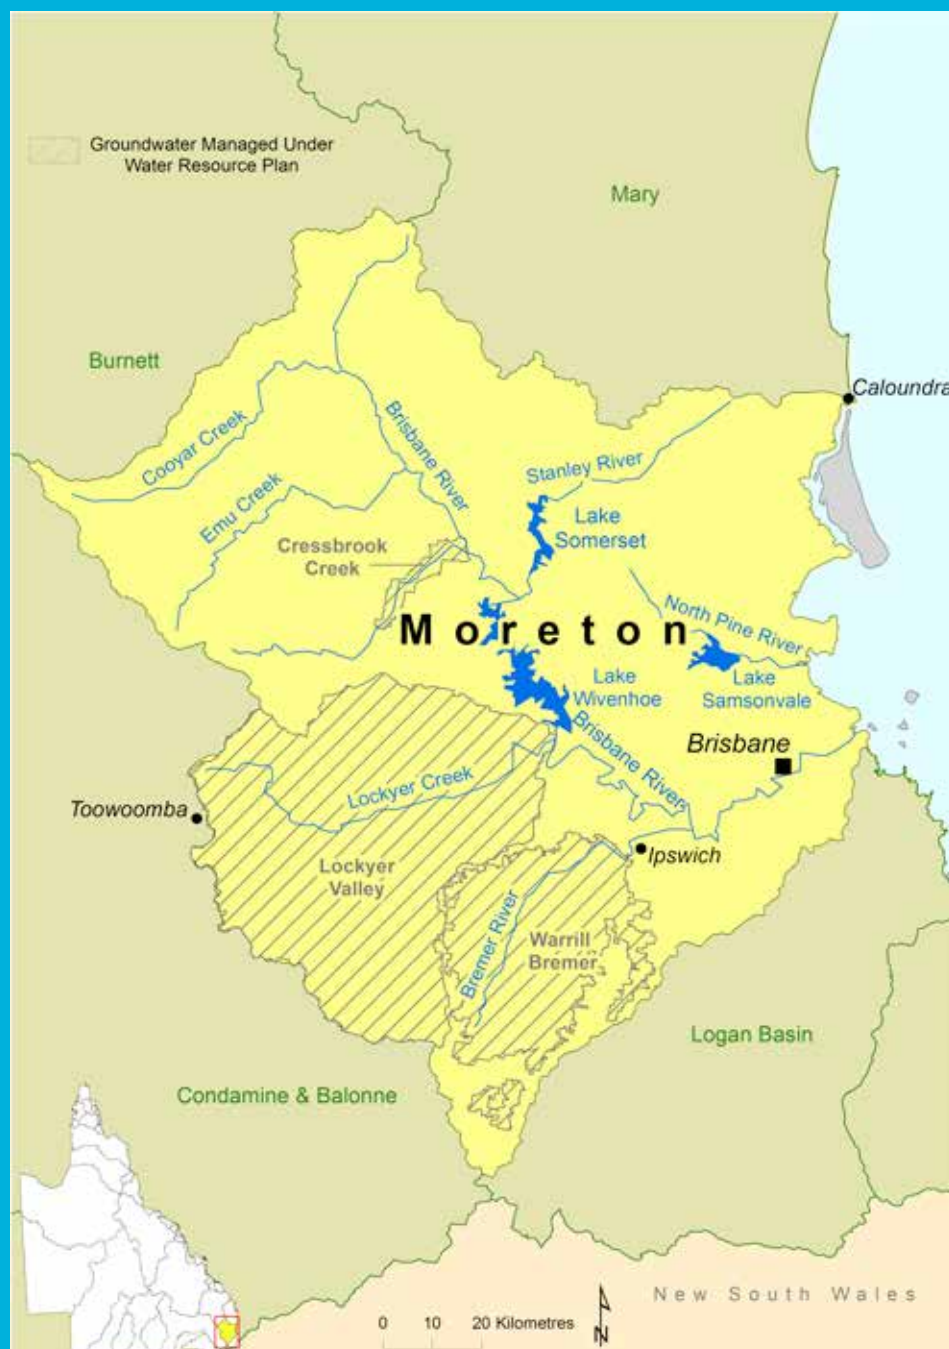 Groundwater Managed Under
Water Resource Plan
Mary
Burnett
Caloundra
Cooyar Creek
Brisbane River
Stanley River
Emu Creek
Lake
Somerset
Cressbrook
Creek
North Pine River
Moreton
Lake
Wivenhoe
Lake
Samsonvale
Brisbane River
Brisbane
Lockyer Creek
Toowoomba
Ipswich
Lockyer
Valley
Bremer River
Warrill
Bremer
Logan Basin
Condamine & Balonne
New South Wales
0 10 20 Kilometres
N